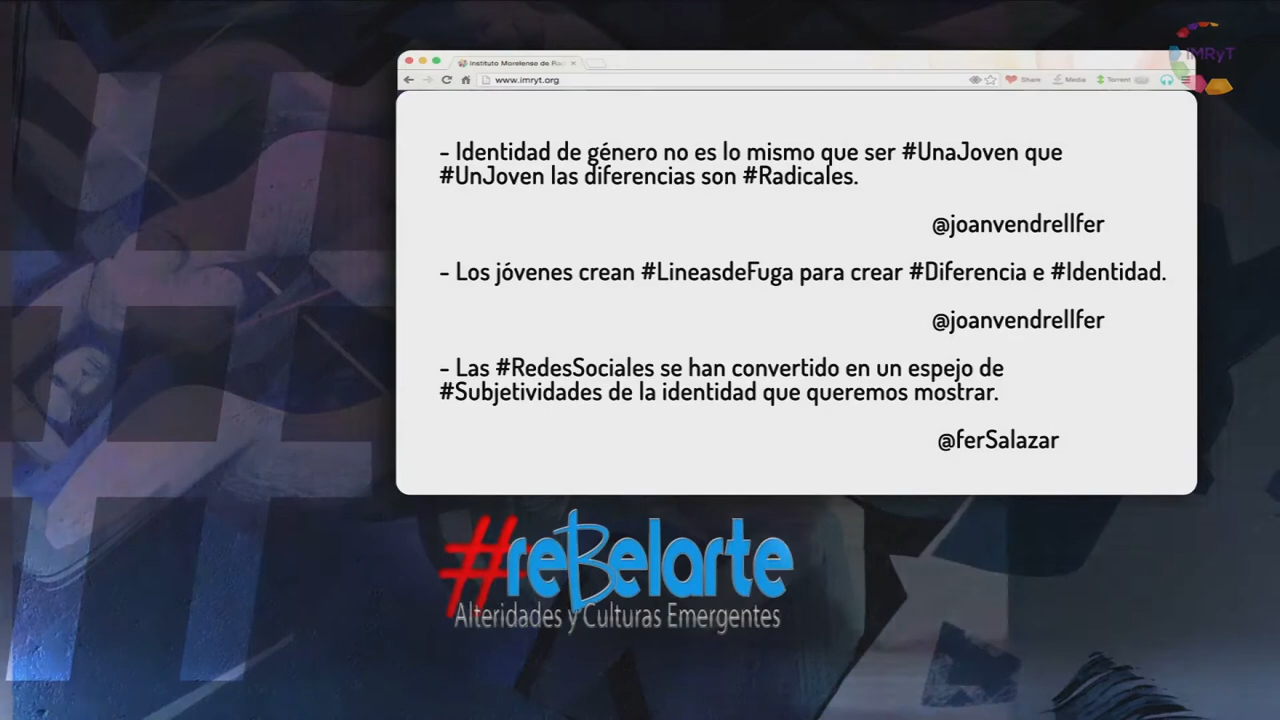 iMRyT
Instituto Morelense de Rad
www.imryt.org
Share
Media
Torrent
- Identidad de género no es lo mismo que ser #UnaJoven que
#UnJoven las diferencias son #Radicales.
@joanvendrellfer
- Los jóvenes crean #LineasdeFuga para crear #Diferencia e #Identidad.
@joanvendrellfer
- Las #RedesSociales se han convertido en un espejo de
#Subjetividades de la identidad que queremos mostrar.
@ferSalazar
#reBelarte
Alteridades y Culturas Emergentes